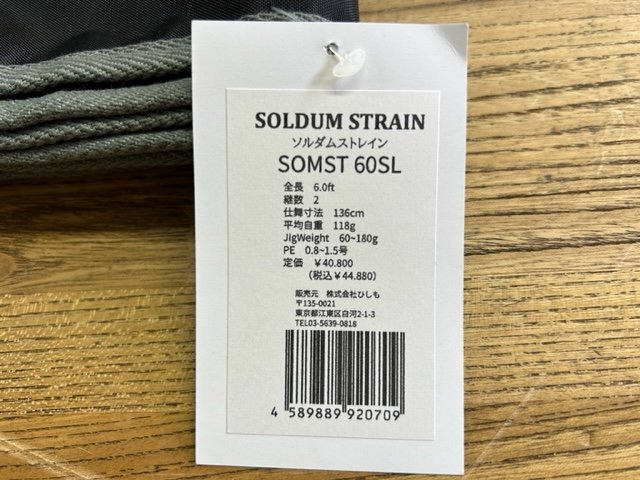 SOLDUM STRAIN
ソルダムストレイン
SOMST 60SL
全長 6.0ft
継数 2
仕舞寸法 136cm
平均自重 118g
JigWeight 60~180g
PE 0.8~1.5号
定価 ￥40.800
（税込￥44.880）
販売元 株式会社ひしも
〒135-0021
東京都江東区白河2-1-3
TEL03-5639-0818
4 589889 920709